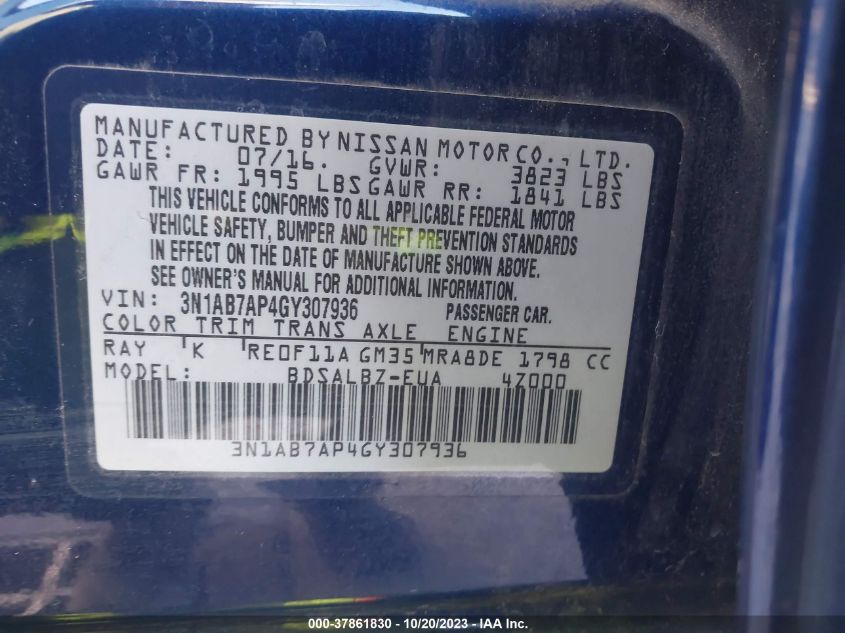 MANUFACTURED BY NISSAN MOTOR CO., LTD.
DATE: 07/16. GVWR: 3823 LBS
GAWR FR: 1995 LBS GAWR RR: 1841 LBS
THIS VEHICLE CONFORMS TO ALL APPLICABLE FEDERAL MOTOR
VEHICLE SAFETY, BUMPER AND THEFT PREVENTION STANDARDS
IN EFFECT ON THE DATE OF MANUFACTURE SHOWN ABOVE.
SEE OWNER'S MANUAL FOR ADDITIONAL INFORMATION.
VIN: 3N1AB7AP4GY307936 PASSENGER CAR.
COLOR TRIM TRANS AXLE ENGINE
RAY K RE0F11A GM35 MRA8DE 1798 CC
MODEL: BDSALBZ-EUA 4Z000
3N1AB7AP4GY307936
000-37861830 - 10/20/2023 - IAA Inc.